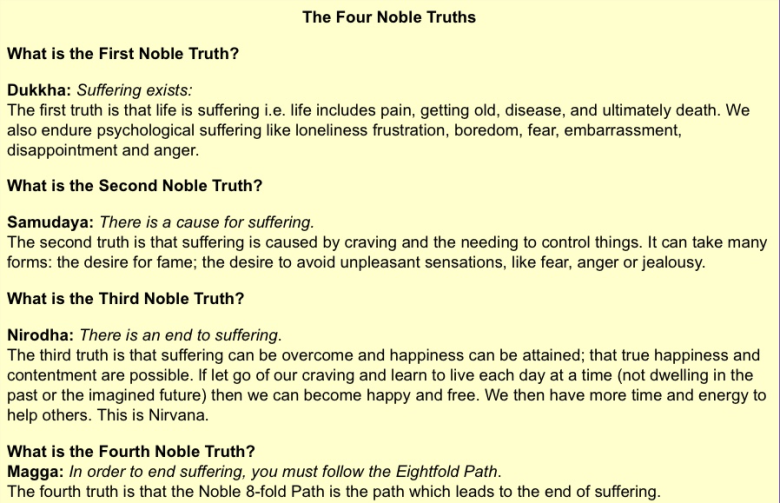 The Four Noble Truths
What is the First Noble Truth?
Dukkha: Suffering exists:
The first truth is that life is suffering i.e. life includes pain, getting old, disease, and ultimately death. We
also endure psychological suffering like loneliness frustration, boredom, fear, embarrassment,
disappointment and anger.
What is the Second Noble Truth?
Samudaya: There is a cause for suffering.
The second truth is that suffering is caused by craving and the needing to control things. It can take many
forms: the desire for fame; the desire to avoid unpleasant sensations, like fear, anger or jealousy.
What is the Third Noble Truth?
Nirodha: There is an end to suffering.
The third truth is that suffering can be overcome and happiness can be attained; that true happiness and
contentment are possible. If let go of our craving and learn to live each day at a time (not dwelling in the
past or the imagined future) then we can become happy and free. We then have more time and energy to
help others. This is Nirvana.
What is the Fourth Noble Truth?
Magga: In order to end suffering, you must follow the Eightfold Path.
The fourth truth is that the Noble 8-fold Path is the path which leads to the end of suffering.